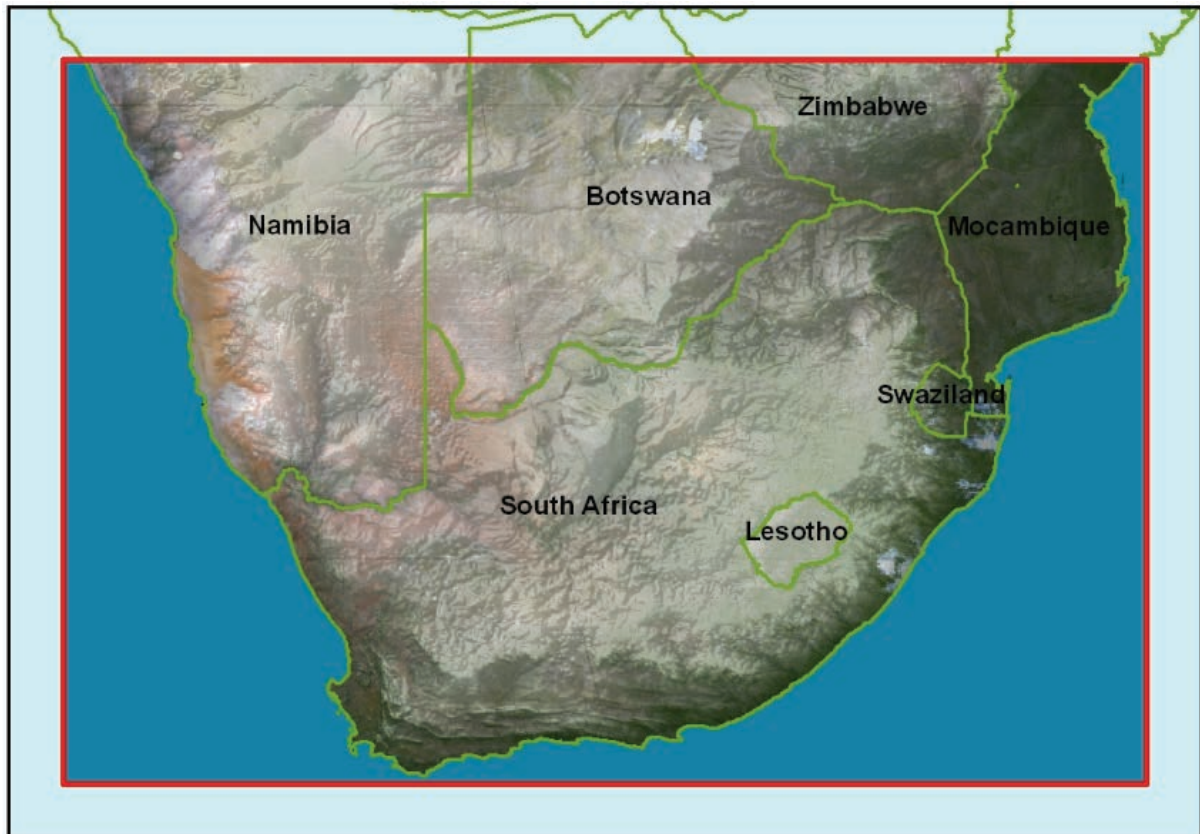 Zimbabwe
Botswana
Namibia
Mocambique
Swaziland
South Africa
Lesotho